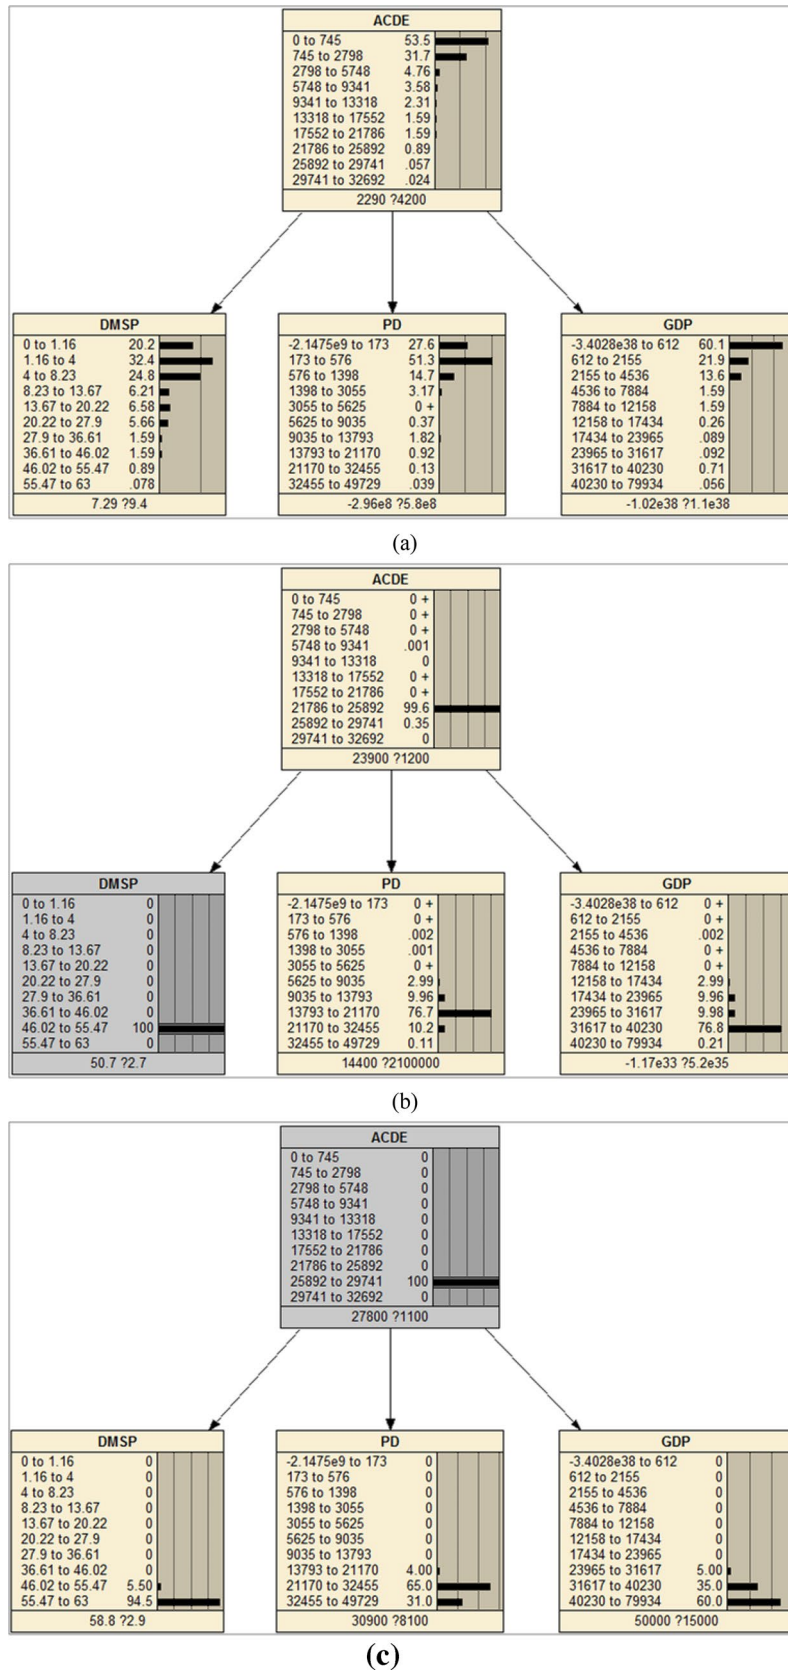 ACDE
0 to 745 53.5
745 to 2798 31.7
2798 to 5748 4.76
5748 to 9341 3.58
9341 to 13318 2.31
13318 to 17552 1.59
17552 to 21786 1.59
21786 to 25892 0.89
25892 to 29741 .057
29741 to 32692 .024
2290 ?4200
DMSP
0 to 1.16 20.2
1.16 to 4 32.4
4 to 8.23 24.8
8.23 to 13.67 6.21
13.67 to 20.22 6.58
20.22 to 27.9 5.66
27.9 to 36.61 1.59
36.61 to 46.02 1.59
46.02 to 55.47 0.89
55.47 to 63 .078
7.29 ?9.4
PD
-2.1475e9 to 173 27.6
173 to 576 51.3
576 to 1398 14.7
1398 to 3055 3.17
3055 to 5625 0 +
5625 to 9035 0.37
9035 to 13793 1.82
13793 to 21170 0.92
21170 to 32455 0.13
32455 to 49729 .039
-2.96e8 ?5.8e8
GDP
-3.4028e38 to 612 60.1
612 to 2155 21.9
2155 to 4536 13.6
4536 to 7884 1.59
7884 to 12158 1.59
12158 to 17434 0.26
17434 to 23965 .089
23965 to 31617 .092
31617 to 40230 0.71
40230 to 79934 .056
-1.02e38 ?1.1e38
(a)
ACDE
0 to 745 0 +
745 to 2798 0 +
2798 to 5748 0 +
5748 to 9341 .001
9341 to 13318 0
13318 to 17552 0 +
17552 to 21786 0 +
21786 to 25892 99.6
25892 to 29741 0.35
29741 to 32692 0
23900 ?1200
DMSP
0 to 1.16 0
1.16 to 4 0
4 to 8.23 0
8.23 to 13.67 0
13.67 to 20.22 0
20.22 to 27.9 0
27.9 to 36.61 0
36.61 to 46.02 0
46.02 to 55.47 100
55.47 to 63 0
50.7 ?2.7
PD
-2.1475e9 to 173 0 +
173 to 576 0 +
576 to 1398 .002
1398 to 3055 .001
3055 to 5625 0 +
5625 to 9035 2.99
9035 to 13793 9.96
13793 to 21170 76.7
21170 to 32455 10.2
32455 to 49729 0.11
14400 ?2100000
GDP
-3.4028e38 to 612 0 +
612 to 2155 0 +
2155 to 4536 .002
4536 to 7884 0 +
7884 to 12158 0 +
12158 to 17434 2.99
17434 to 23965 9.96
23965 to 31617 9.98
31617 to 40230 76.8
40230 to 79934 0.21
-1.17e33 ?5.2e35
(b)
ACDE
0 to 745 0
745 to 2798 0
2798 to 5748 0
5748 to 9341 0
9341 to 13318 0
13318 to 17552 0
17552 to 21786 0
21786 to 25892 0
25892 to 29741 100
29741 to 32692 0
27800 ?1100
DMSP
0 to 1.16 0
1.16 to 4 0
4 to 8.23 0
8.23 to 13.67 0
13.67 to 20.22 0
20.22 to 27.9 0
27.9 to 36.61 0
36.61 to 46.02 0
46.02 to 55.47 5.50
55.47 to 63 94.5
58.8 ?2.9
PD
-2.1475e9 to 173 0
173 to 576 0
576 to 1398 0
1398 to 3055 0
3055 to 5625 0
5625 to 9035 0
9035 to 13793 0
13793 to 21170 4.00
21170 to 32455 65.0
32455 to 49729 31.0
30900 ?8100
GDP
-3.4028e38 to 612 0
612 to 2155 0
2155 to 4536 0
4536 to 7884 0
7884 to 12158 0
12158 to 17434 0
17434 to 23965 0
23965 to 31617 5.00
31617 to 40230 35.0
40230 to 79934 60.0
50000 ?15000
(c)